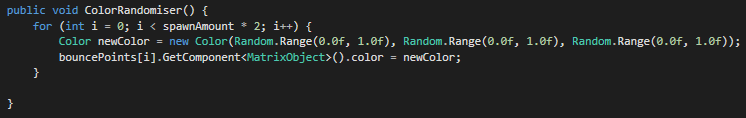 public void ColorRandomiser() {
for (int i = 0; i < spawnAmount * 2; i++) {
Color newColor = new Color(Random.Range(0.0f, 1.0f), Random.Range(0.0f, 1.0f), Random.Range(0.0f, 1.0f));
bouncePoints[i].GetComponent<MatrixObject>().color = newColor;
}
}